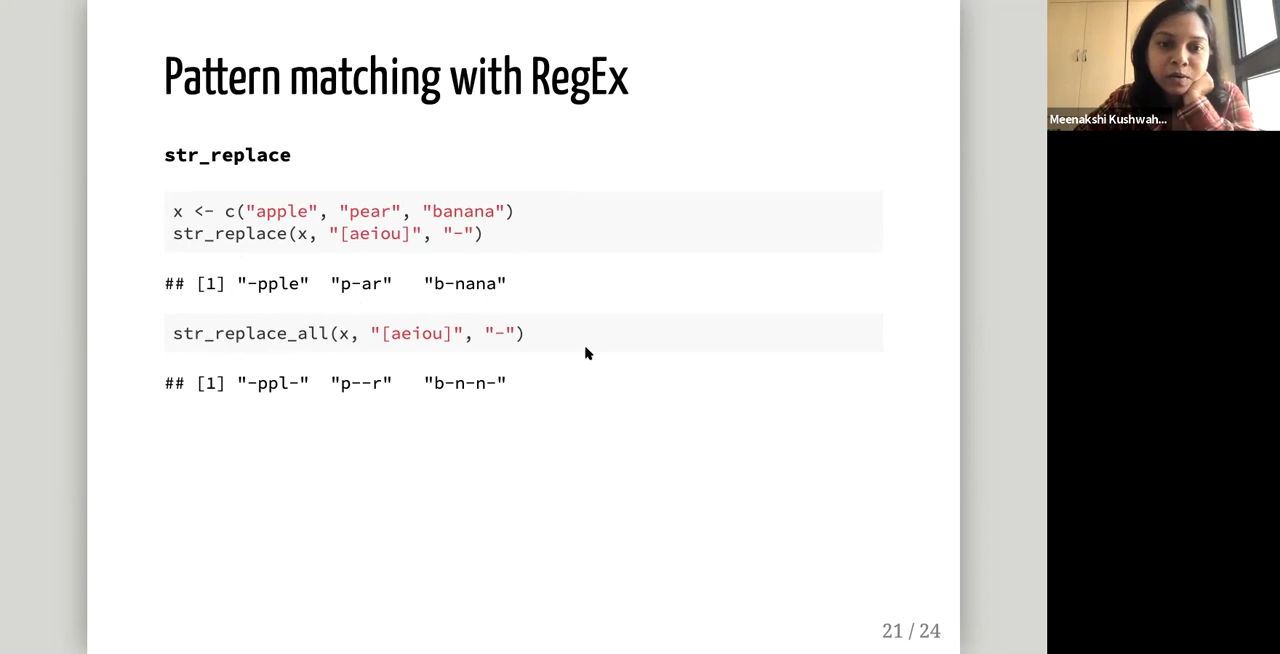 Pattern matching with RegEx
str_replace
x <- c("apple", "pear", "banana")
str_replace(x, "[aeiou]", "-")
## [1] "-pple"  "p-ar"   "b-nana"
str_replace_all(x, "[aeiou]", "-")
## [1] "-ppl-"  "p--r"   "b-n-n-"
21 / 24
Meenakshi Kushwah...